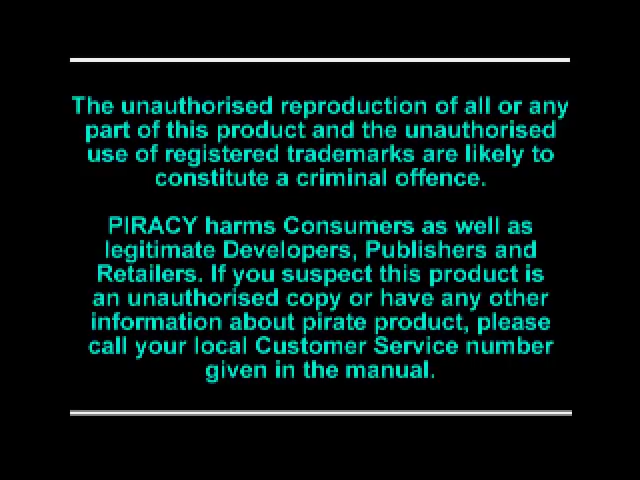 The unauthorised reproduction of all or any
part of this product and the unauthorised
use of registered trademarks are likely to
constitute a criminal offence.
PIRACY harms Consumers as well as
legitimate Developers, Publishers and
Retailers. If you suspect this product is
an unauthorised copy or have any other
information about pirate product, please
call your local Customer Service number
given in the manual.